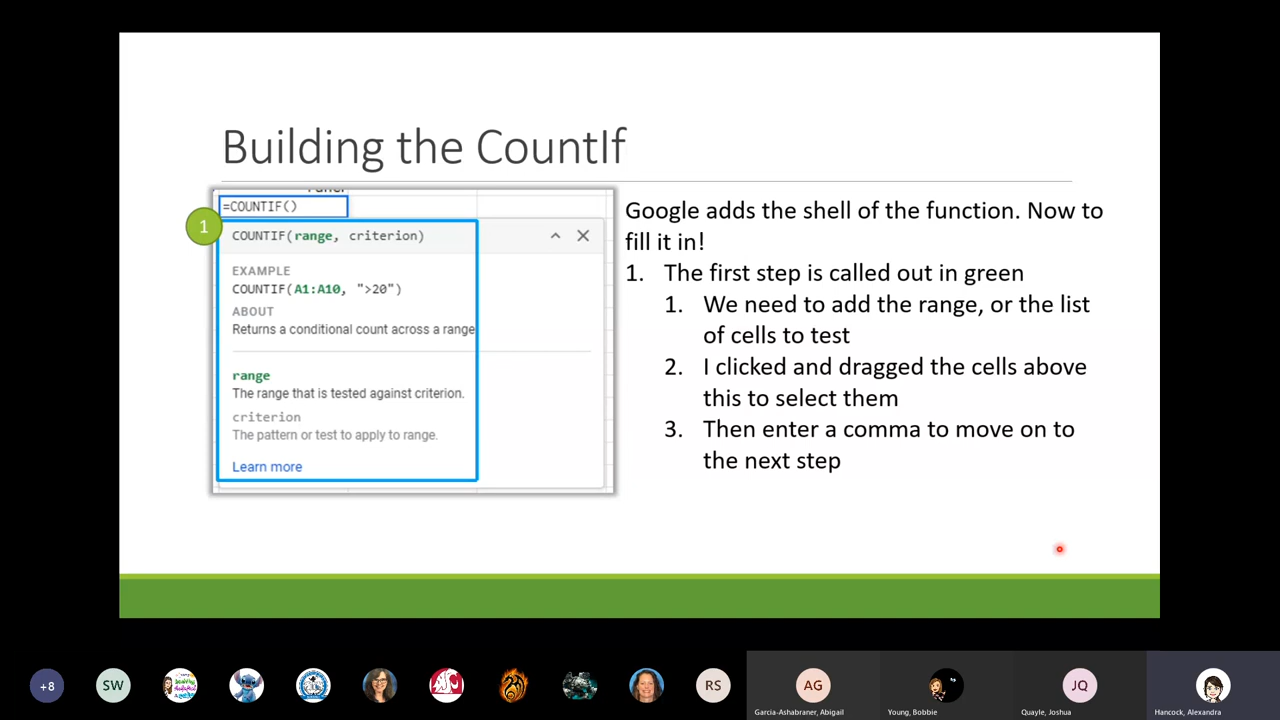 Building the CountIf
=COUNTIF()
1
COUNTIF(range, criterion)
EXAMPLE
COUNTIF(A1:A10, ">20")
ABOUT
Returns a conditional count across a range
range
The range that is tested against criterion.
criterion
The pattern or test to apply to range.
Learn more
Google adds the shell of the function. Now to
fill it in!
1. The first step is called out in green
1. We need to add the range, or the list
of cells to test
2. I clicked and dragged the cells above
this to select them
3. Then enter a comma to move on to
the next step
+8
SW
RS
AG
JQ
Garcia-Ashabraner, Abigail
Young, Bobbie
Quayle, Joshua
Hancock, Alexandra